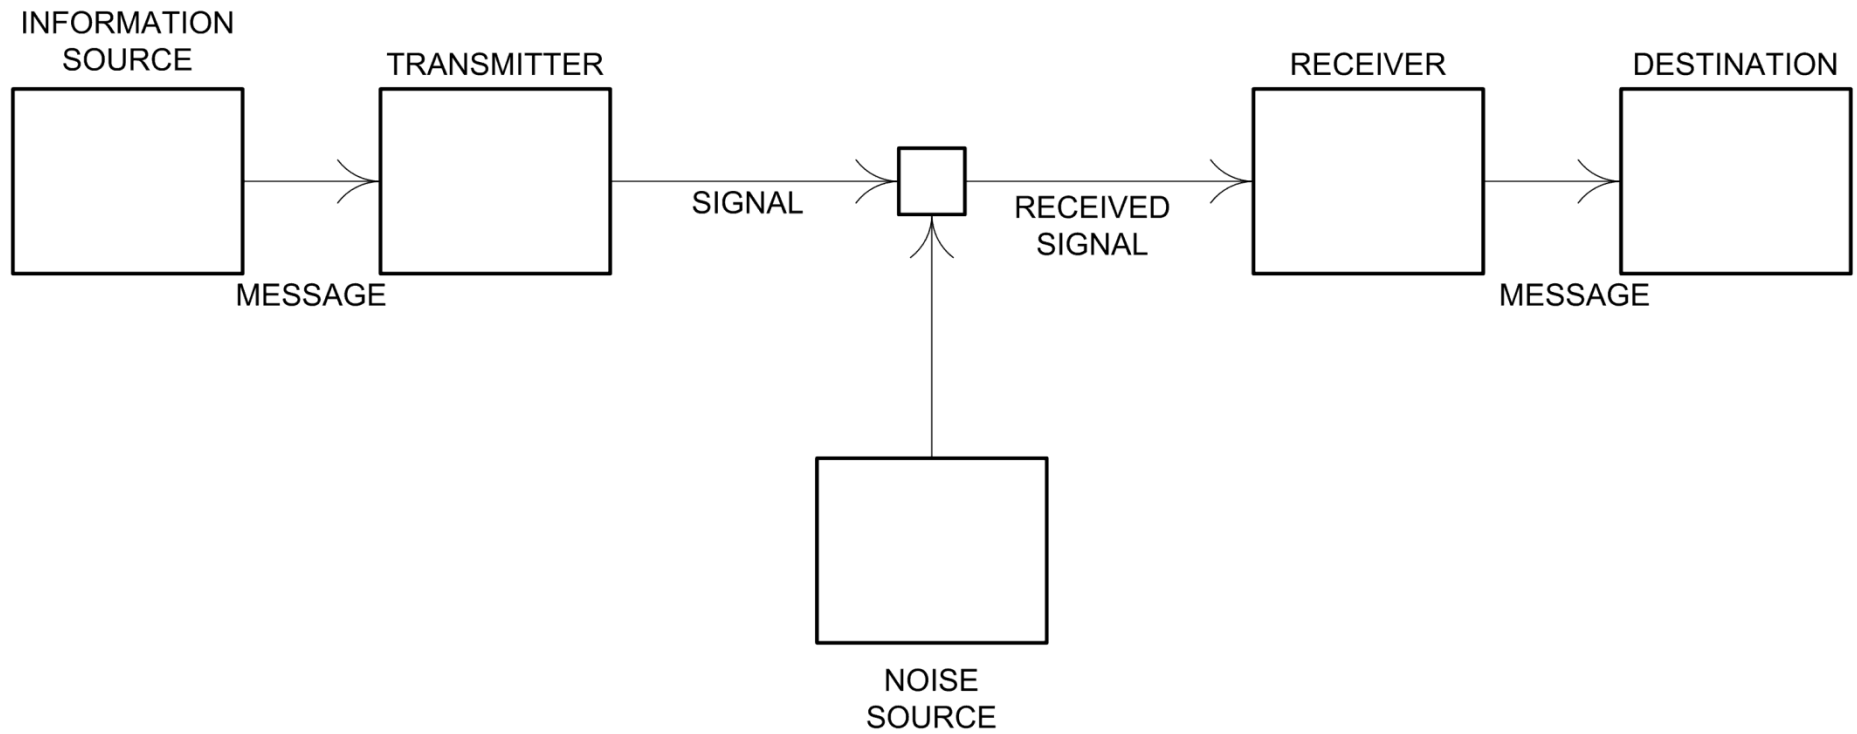 INFORMATION
SOURCE
TRANSMITTER
RECEIVER
DESTINATION
SIGNAL
RECEIVED
SIGNAL
MESSAGE
MESSAGE
NOISE
SOURCE